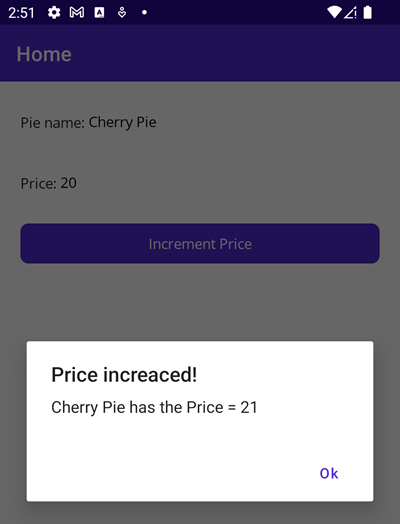 2:51
Home
Pie name: Cherry Pie
Price: 20
Increment Price
Price increaced!
Cherry Pie has the Price = 21
Ok